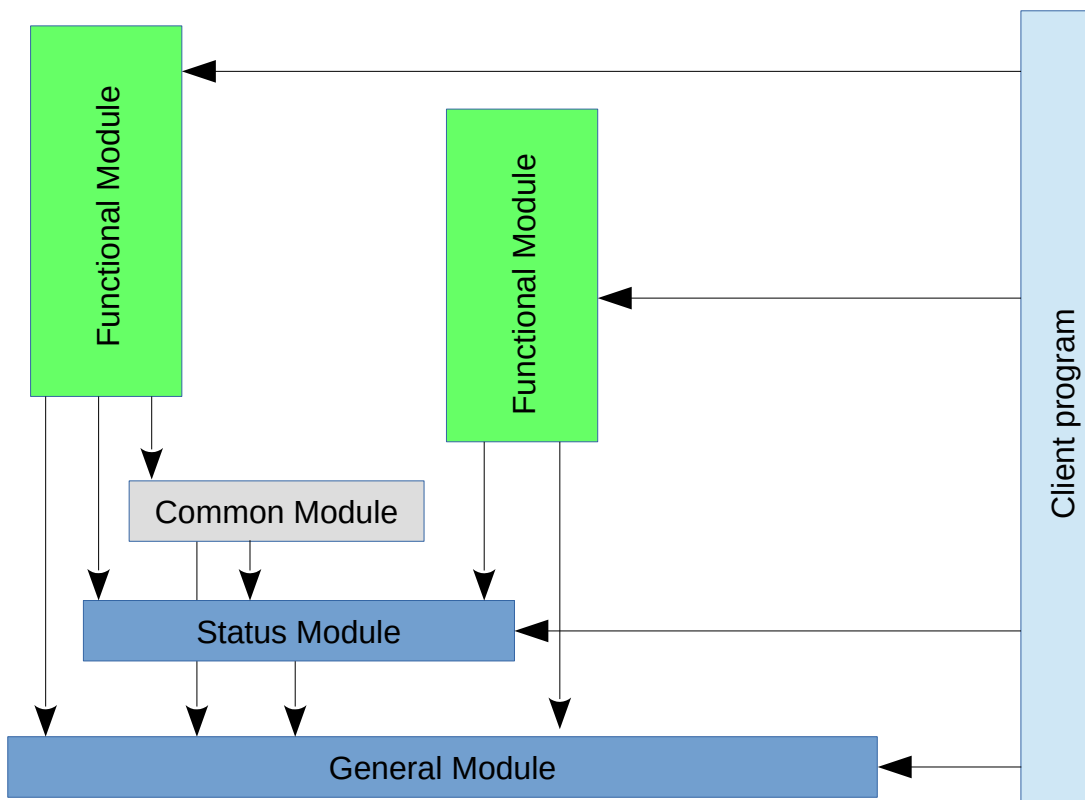 Functional Module
Functional Module
Client program
Common Module
Status Module
General Module